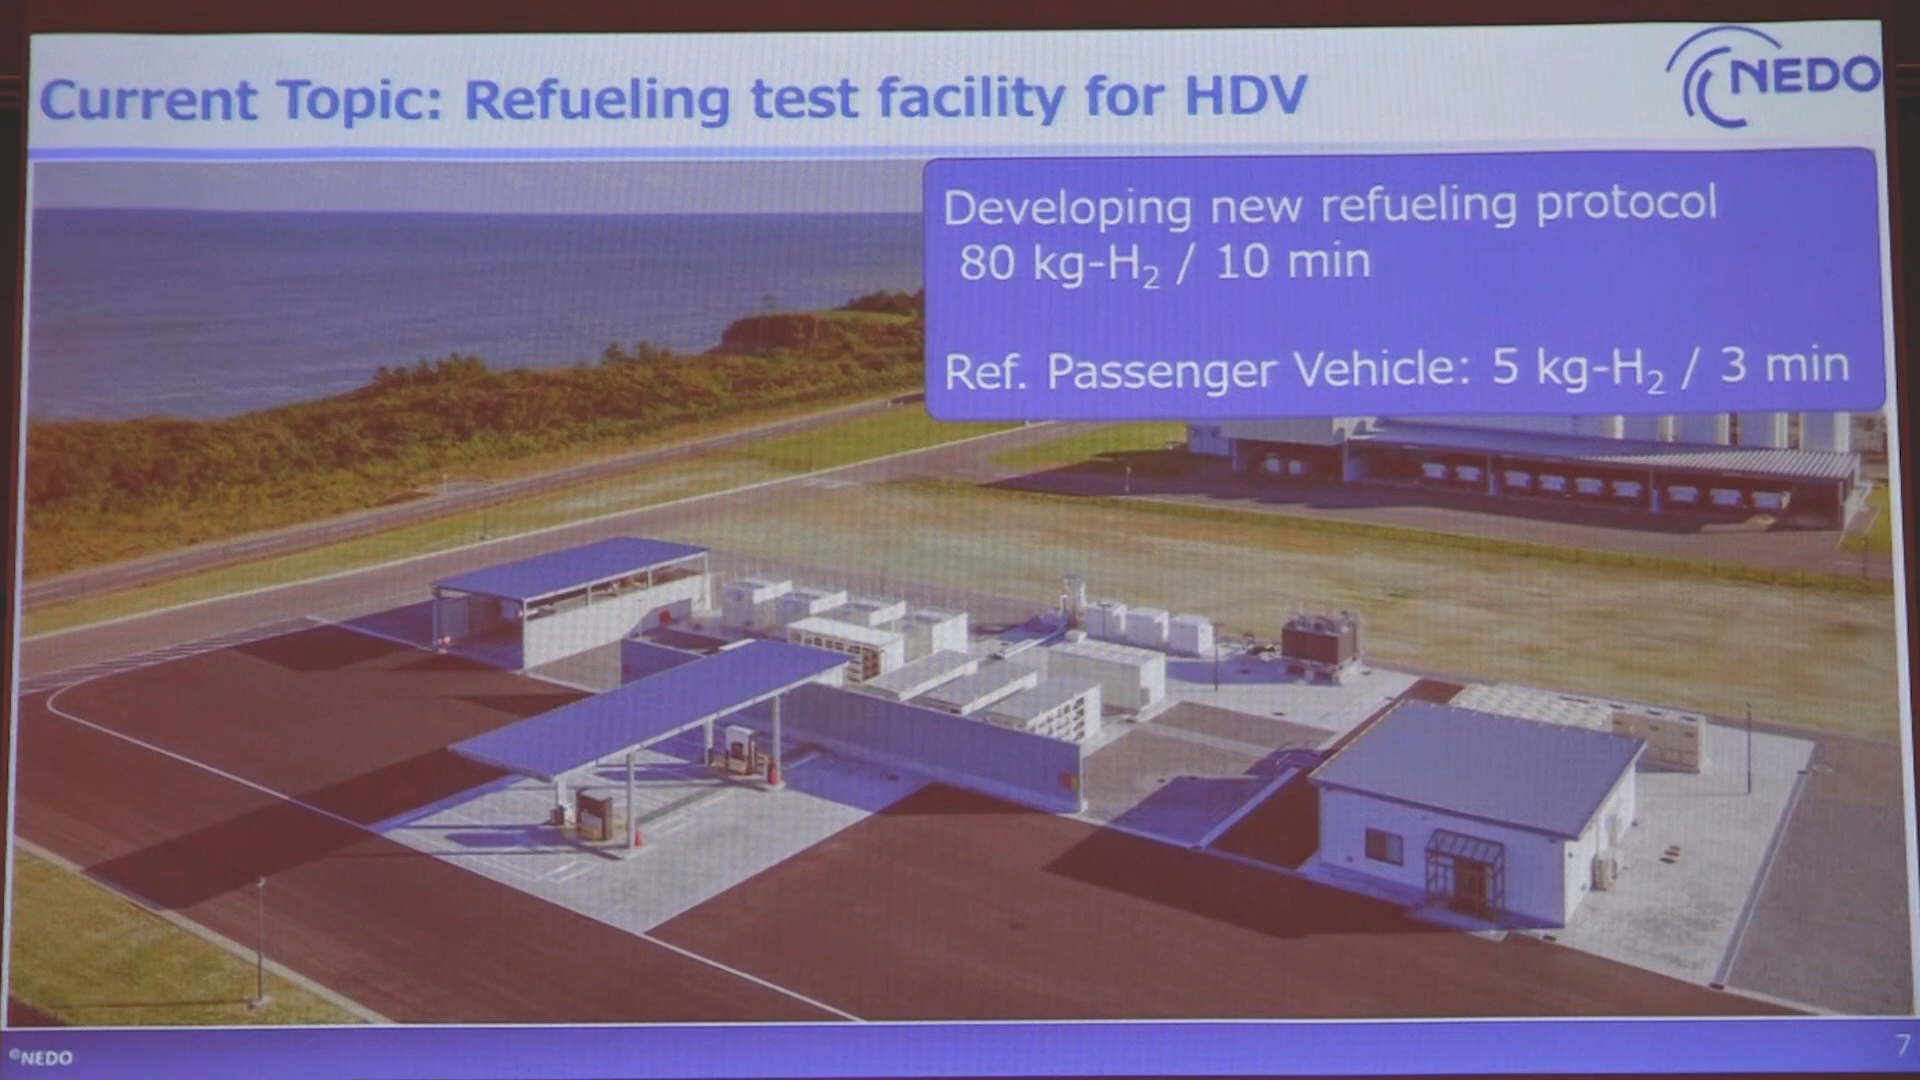 Current Topic: Refueling test facility for HDV
NEDO
Developing new refueling protocol
80 kg-H₂ / 10 min
Ref. Passenger Vehicle: 5 kg-H₂ / 3 min
©NEDO
7